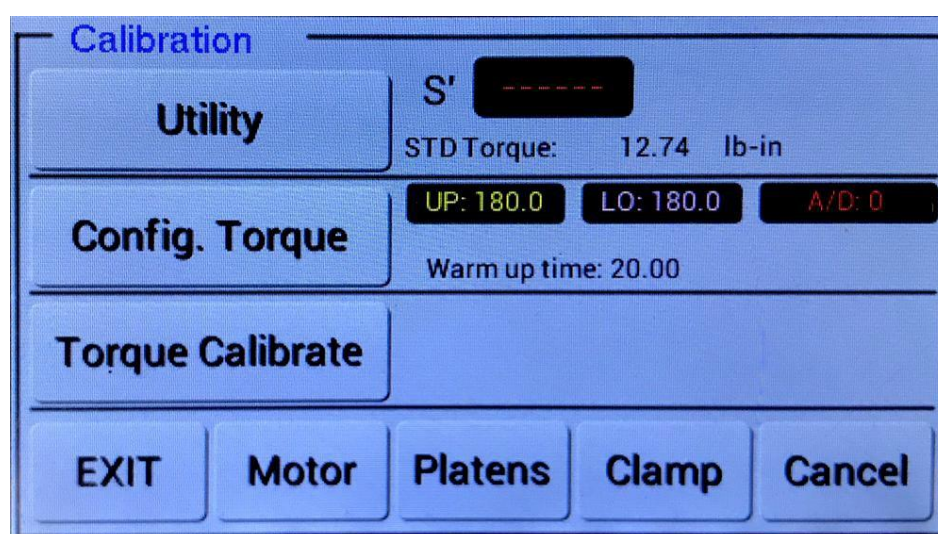 Calibration
Utility
S' -------
STD Torque: 12.74 lb-in
Config. Torque
UP: 180.0 LO: 180.0 A/D: 0
Warm up time: 20.00
Torque Calibrate
EXIT Motor Platens Clamp Cancel